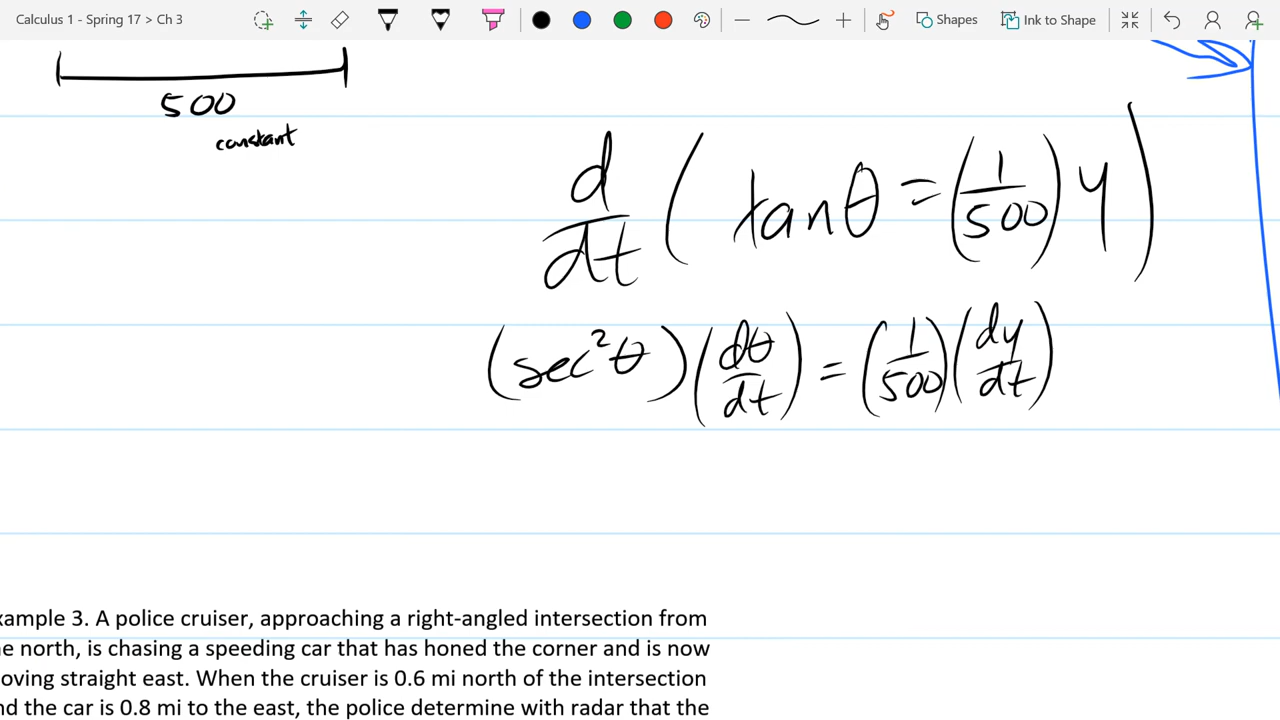 Calculus 1 - Spring 17 > Ch 3
Shapes
Ink to Shape
500
constant
d/dt ( tanθ = (1/500) y )
(sec²θ) (dθ/dt) = (1/500) (dy/dt)
xample 3. A police cruiser, approaching a right-angled intersection from
e north, is chasing a speeding car that has honed the corner and is now
oving straight east. When the cruiser is 0.6 mi north of the intersection
nd the car is 0.8 mi to the east, the police determine with radar that the